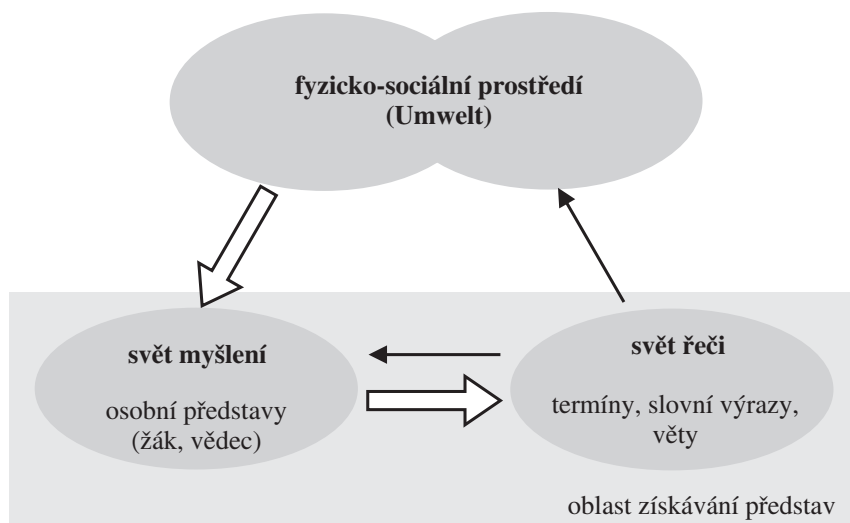 fyzicko-sociální prostředí
(Umwelt)
svět myšlení
osobní představy
(žák, vědec)
svět řeči
termíny, slovní výrazy,
věty
oblast získávání představ